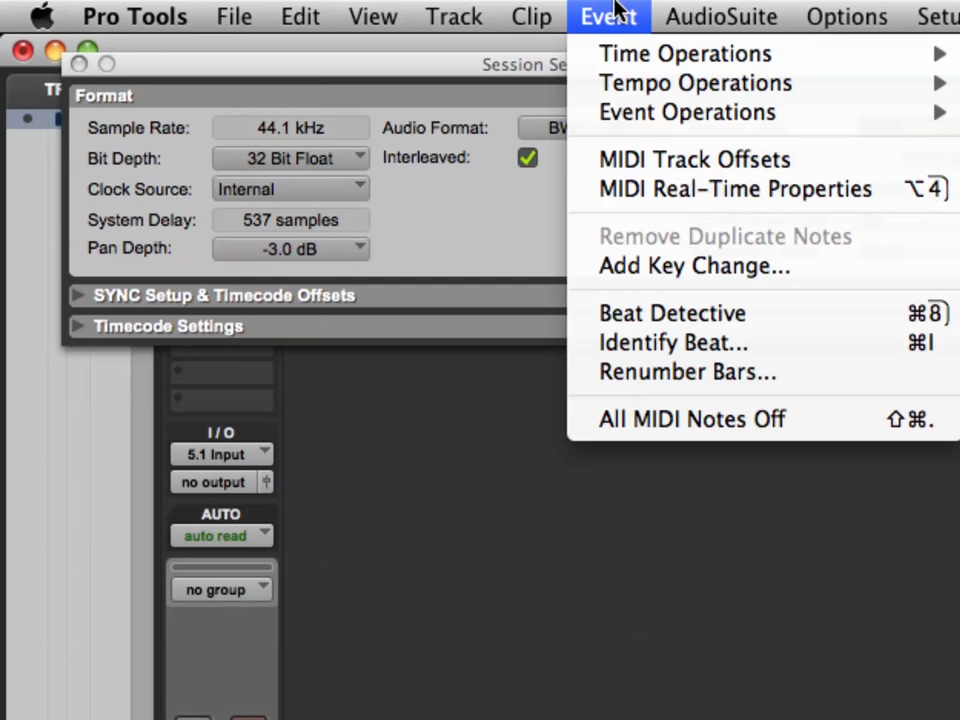 Pro Tools File Edit View Track Clip Event AudioSuite Options Setu
Session Se
TR
Format
Sample Rate: 44.1 kHz Audio Format: BW
Bit Depth: 32 Bit Float Interleaved:
Clock Source: Internal
System Delay: 537 samples
Pan Depth: -3.0 dB
SYNC Setup & Timecode Offsets
Timecode Settings
Time Operations
Tempo Operations
Event Operations
MIDI Track Offsets
MIDI Real-Time Properties ⌥4
Remove Duplicate Notes
Add Key Change...
Beat Detective ⌘8
Identify Beat... ⌘I
Renumber Bars...
All MIDI Notes Off ⇧⌘.
I / O
5.1 Input
no output
AUTO
auto read
no group